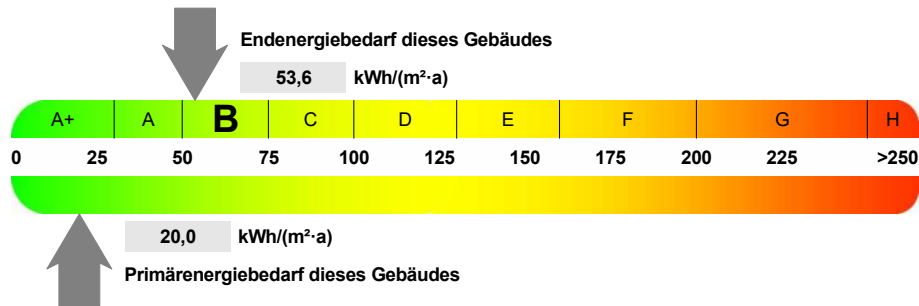 Endenergiebedarf dieses Gebäudes
53,6 kWh/(m²·a)
A+ A B C D E F G H
0 25 50 75 100 125 150 175 200 225 >250
20,0 kWh/(m²·a)
Primärenergiebedarf dieses Gebäudes